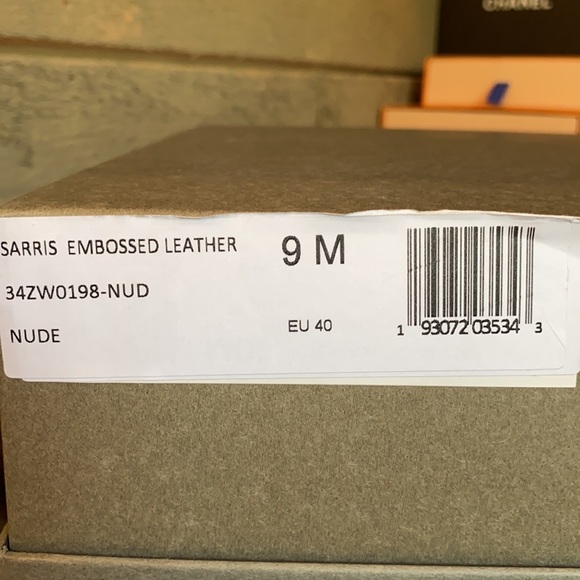 CHANEL
SARRIS EMBOSSED LEATHER
9 M
34ZW0198-NUD
NUDE
EU 40
1 93072 03534 3